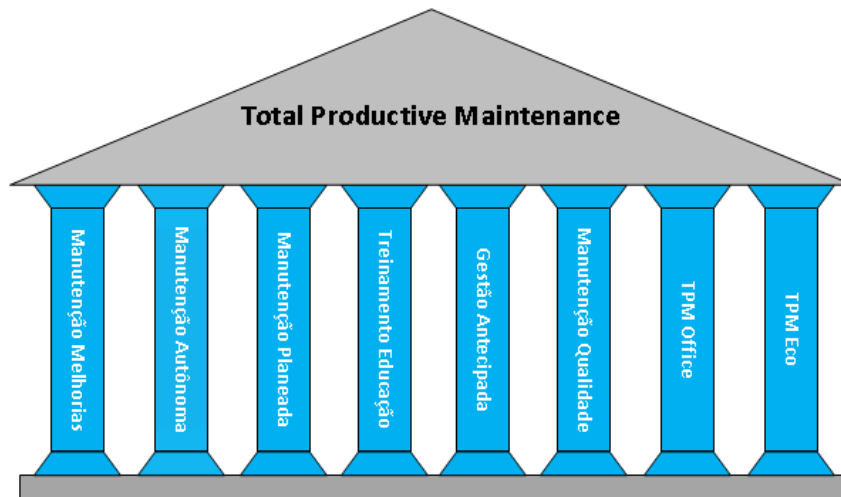 Total Productive Maintenance
Manutenção Melhorias
Manutenção Autônoma
Manutenção Planeada
Treinamento Educação
Gestão Antecipada
Manutenção Qualidade
TPM Office
TPM Eco